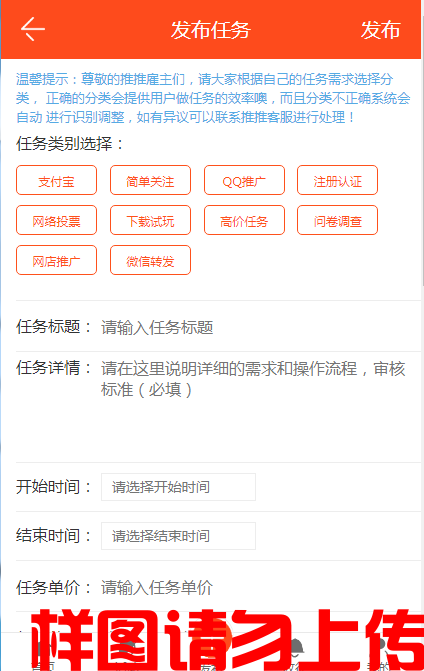 发布任务 发布
温馨提示：尊敬的推推雇主们，请大家根据自己的任务需求选择分
类， 正确的分类会提供用户做任务的效率噢，而且分类不正确系统会
自动 进行识别调整，如有异议可以联系推推客服进行处理！
任务类别选择：
支付宝 简单关注 QQ推广 注册认证
网络投票 下载试玩 高价任务 问卷调查
网店推广 微信转发
任务标题： 请输入任务标题
任务详情： 请在这里说明详细的需求和操作流程，审核
标准（必填）
开始时间： 请选择开始时间
结束时间： 请选择结束时间
任务单价： 请输入任务单价
样图请勿上传